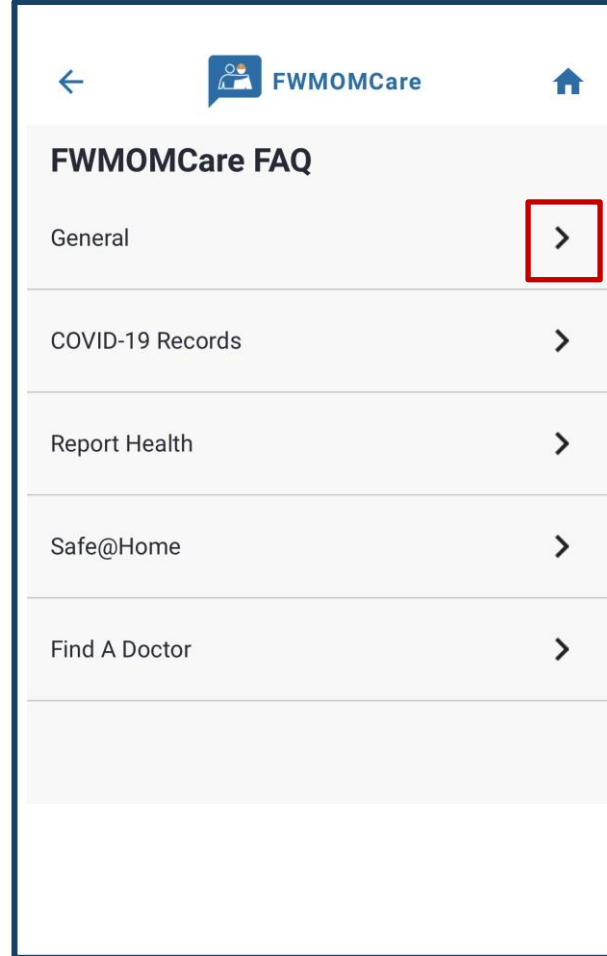 FWMOMCare
FWMOMCare FAQ
General
COVID-19 Records
Report Health
Safe@Home
Find A Doctor